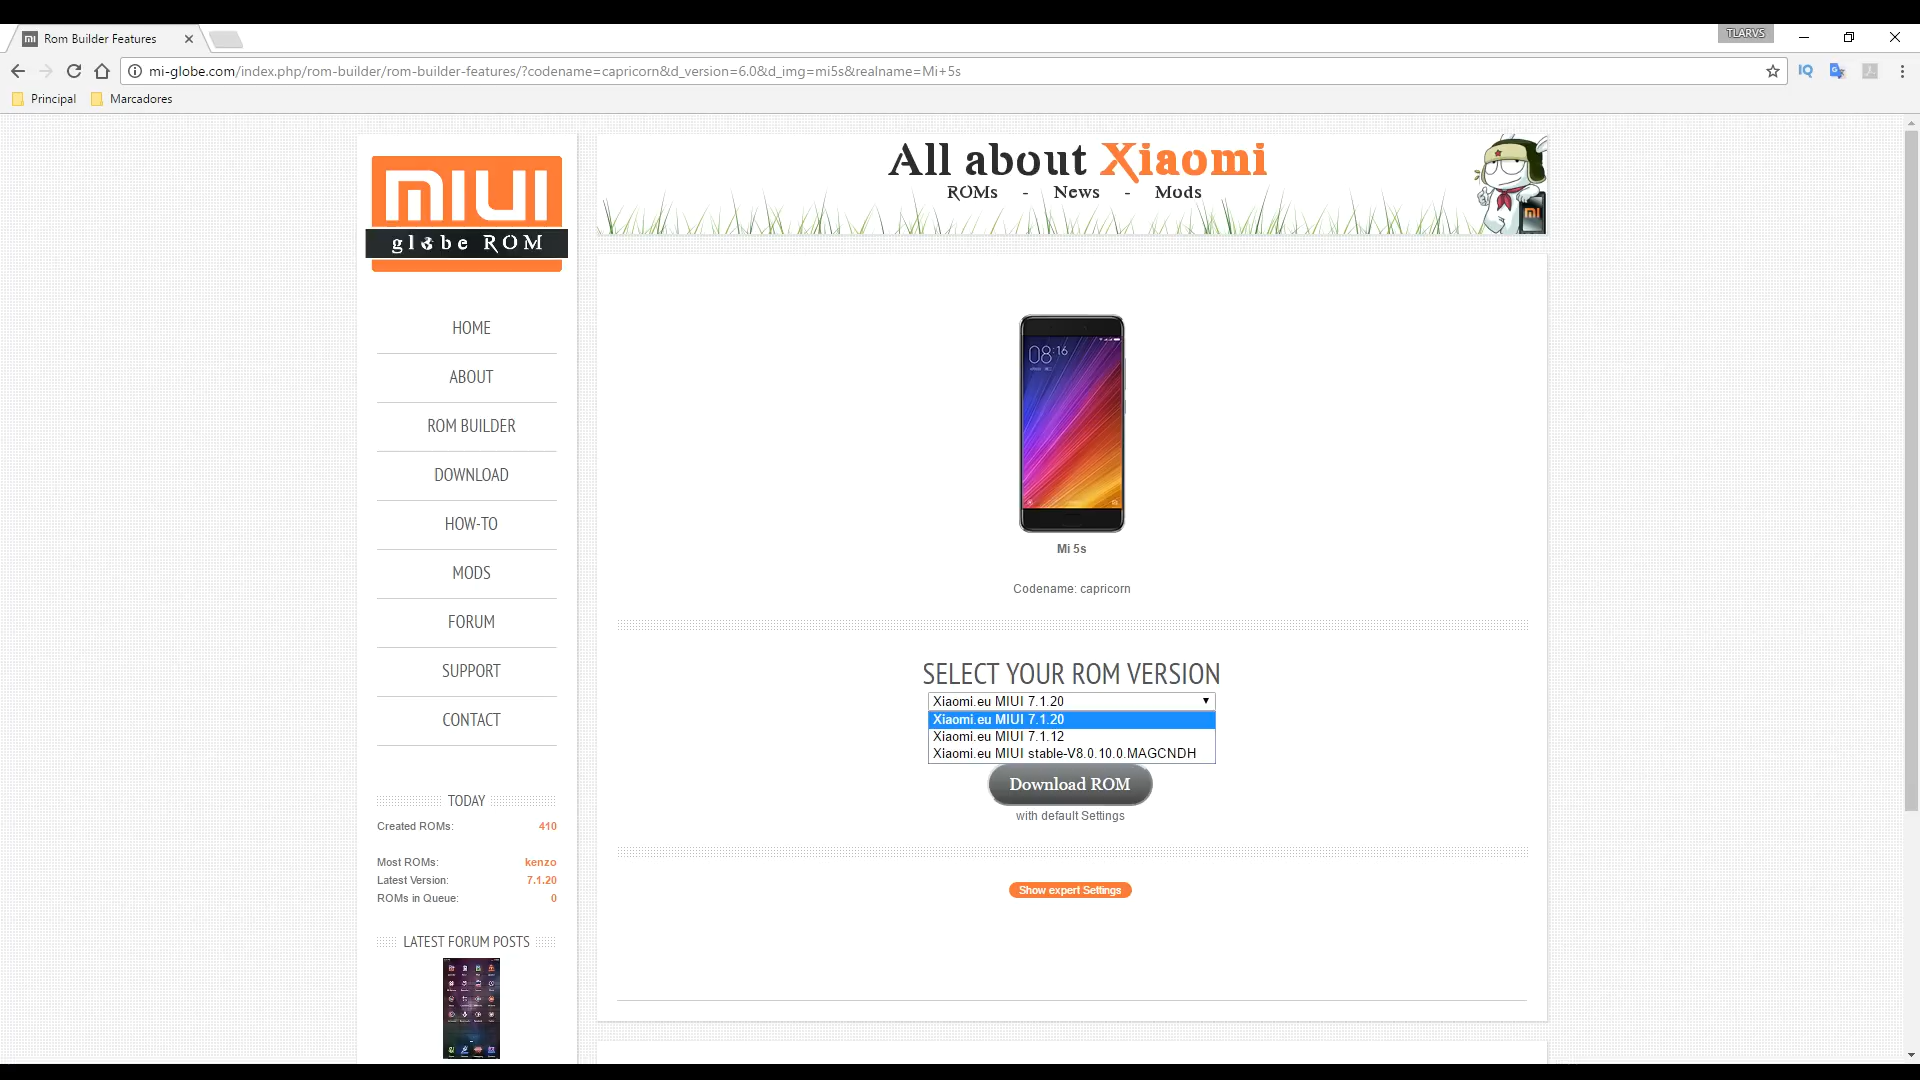 Rom Builder Features
TLARVS
mi-globe.com/index.php/rom-builder/rom-builder-features/?codename=capricorn&d_version=6.0&d_img=mi5s&realname=Mi+5s
IQ
Principal
Marcadores
MIUI
globe ROM
HOME
ABOUT
ROM BUILDER
DOWNLOAD
HOW-TO
MODS
FORUM
SUPPORT
CONTACT
TODAY
Created ROMs: 410
Most ROMs: kenzo
Latest Version: 7.1.20
ROMs in Queue: 0
LATEST FORUM POSTS
All about Xiaomi
ROMs - News - Mods
08:16
Mi 5s
Codename: capricorn
SELECT YOUR ROM VERSION
Xiaomi.eu MIUI 7.1.20
Xiaomi.eu MIUI 7.1.20
Xiaomi.eu MIUI 7.1.12
Xiaomi.eu MIUI stable-V8.0.10.0.MAGCNDH
Download ROM
with default Settings
Show expert Settings